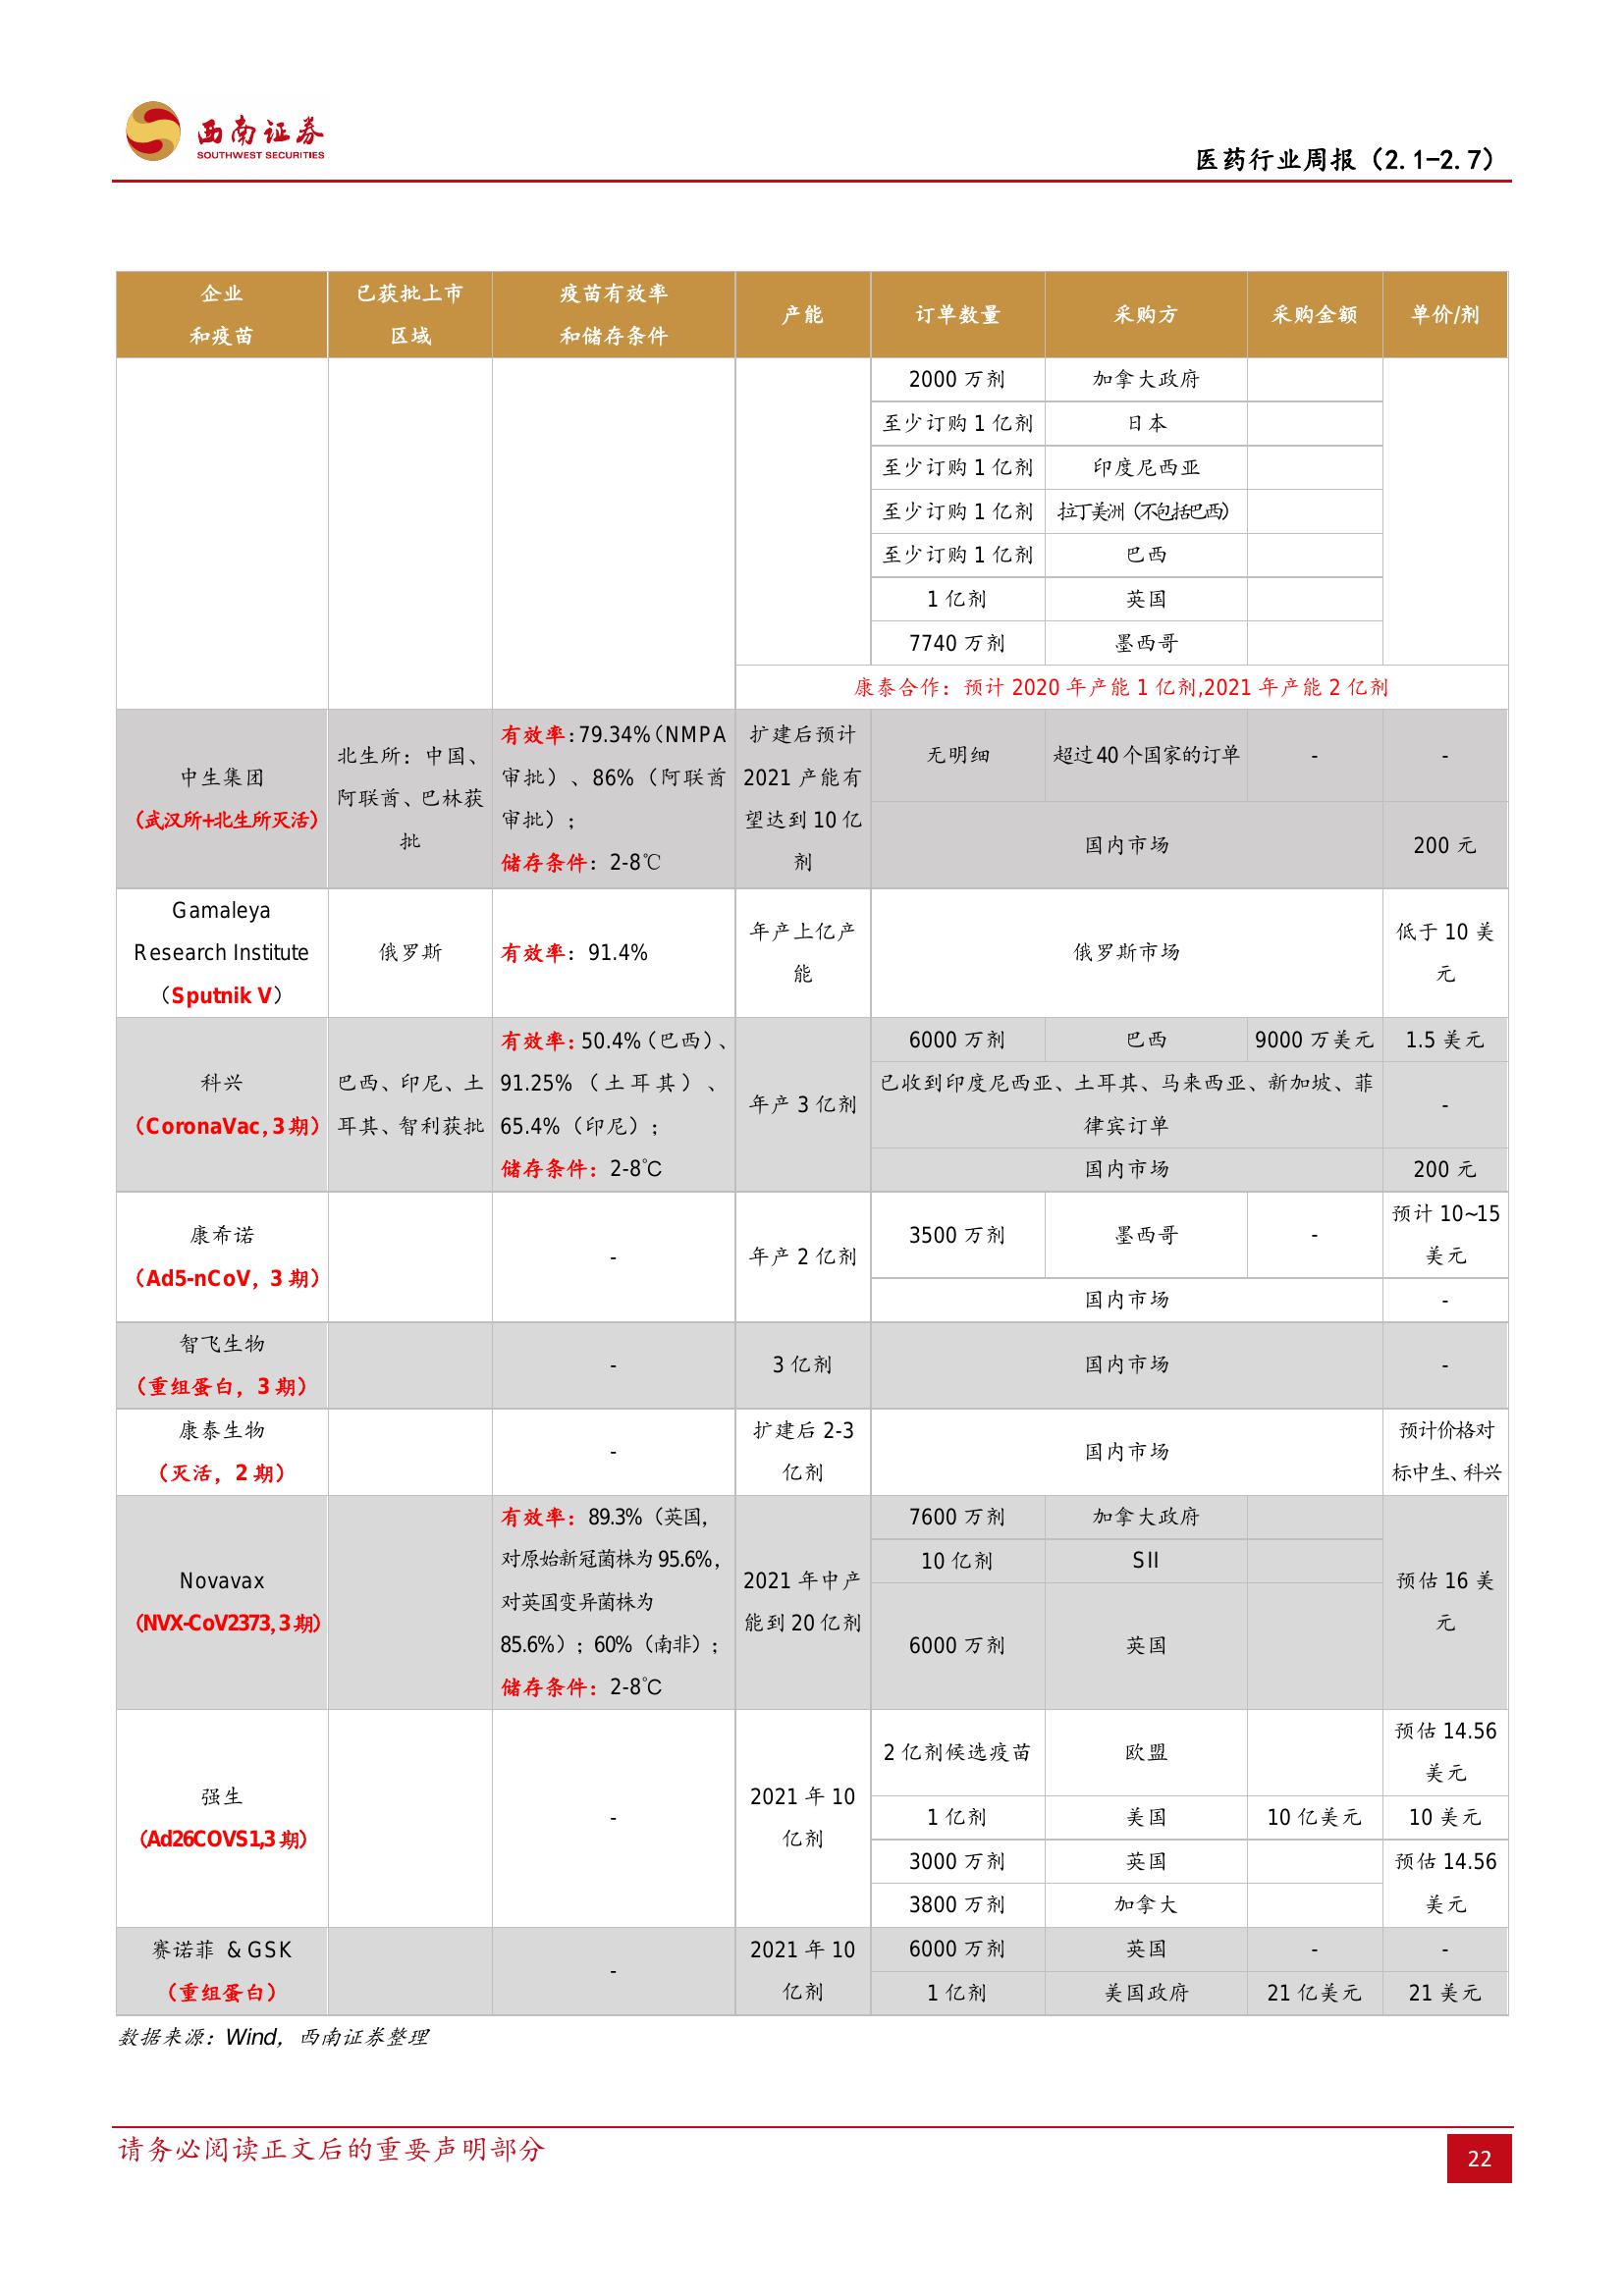 西南证券
SOUTHWEST SECURITIES
医药行业周报（2.1-2.7）
企业
和疫苗
已获批上市
区域
疫苗有效率
和储存条件
产能
订单数量
采购方
采购金额
单价/剂
2000 万剂
加拿大政府
至少订购 1 亿剂
日本
至少订购 1 亿剂
印度尼西亚
至少订购 1 亿剂
拉丁美洲（不包括巴西）
至少订购 1 亿剂
巴西
1 亿剂
英国
7740 万剂
墨西哥
康泰合作：预计 2020 年产能 1 亿剂,2021 年产能 2 亿剂
中生集团
（武汉所+北生所灭活）
北生所：中国、
阿联酋、巴林获
批
有效率：79.34%（NMPA
审批）、86%（阿联酋
审批）；
储存条件：2-8℃
扩建后预计
2021 产能有
望达到 10 亿
剂
无明细
超过 40 个国家的订单
-
-
国内市场
200 元
Gamaleya
Research Institute
（Sputnik V）
俄罗斯
有效率：91.4%
年产上亿产
能
俄罗斯市场
低于 10 美
元
科兴
（CoronaVac, 3 期）
巴西、印尼、土
耳其、智利获批
有效率：50.4%（巴西）、
91.25%（土耳其）、
65.4%（印尼）；
储存条件：2-8℃
年产 3 亿剂
6000 万剂
巴西
9000 万美元
1.5 美元
已收到印度尼西亚、土耳其、马来西亚、新加坡、菲
律宾订单
-
国内市场
200 元
康希诺
（Ad5-nCoV，3 期）
-
年产 2 亿剂
3500 万剂
墨西哥
-
预计 10~15
美元
国内市场
-
智飞生物
（重组蛋白，3 期）
-
3 亿剂
国内市场
-
康泰生物
（灭活，2 期）
-
扩建后 2-3
亿剂
国内市场
预计价格对
标中生、科兴
Novavax
（NVX-CoV2373, 3 期）
有效率：89.3%（英国，
对原始新冠菌株为 95.6%，
对英国变异菌株为
85.6%）；60%（南非）；
储存条件：2-8℃
2021 年中产
能到 20 亿剂
7600 万剂
加拿大政府
10 亿剂
SII
6000 万剂
英国
预估 16 美
元
强生
（Ad26COVS1,3 期）
-
2021 年 10
亿剂
2 亿剂候选疫苗
欧盟
预估 14.56
美元
1 亿剂
美国
10 亿美元
10 美元
3000 万剂
英国
3800 万剂
加拿大
预估 14.56
美元
赛诺菲 & GSK
（重组蛋白）
-
2021 年 10
亿剂
6000 万剂
英国
-
-
1 亿剂
美国政府
21 亿美元
21 美元
数据来源：Wind，西南证券整理
请务必阅读正文后的重要声明部分
22